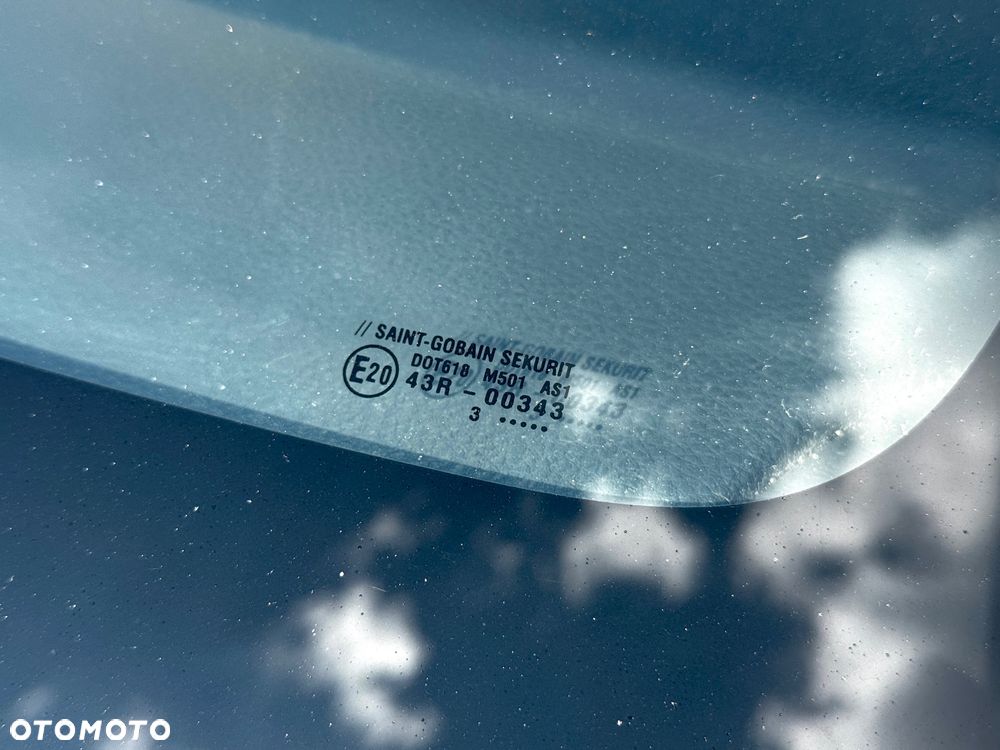 // SAINT-GOBAIN SEKURIT
DOT618 M501 AS1
E20 43R - 00343
3 .....
OTOMOTO